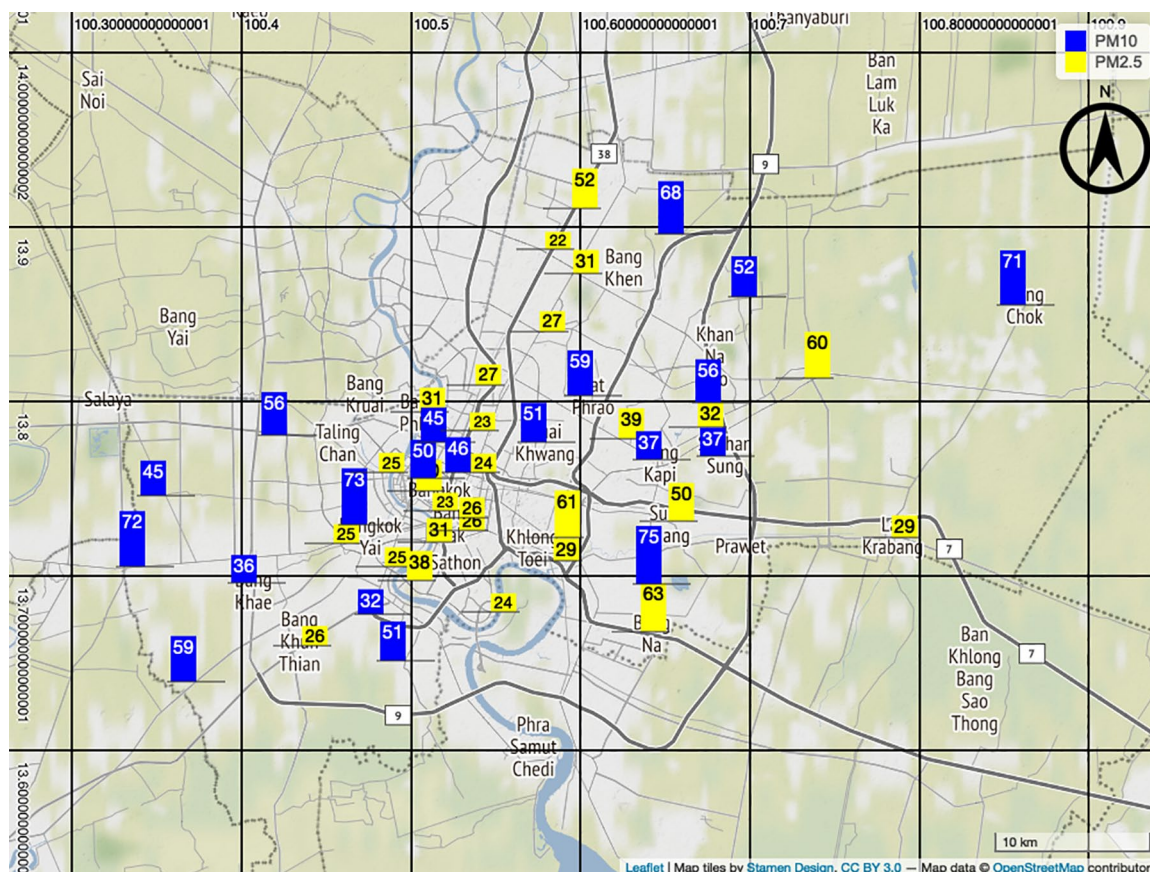 100.30000000000001
100.4
100.5
100.60000000000001
100.7
100.80000000000001
100.9
PM10
PM2.5
N
14.000000000000002
13.9
13.8
13.700000000000001
Sai
Noi
Ban
Lam
Luk
Ka
38
9
52
68
22
31
Bang
Khen
52
71
Chok
Bang
Yai
27
Khan
Na
60
59
56
27
Salaya
Bang
Kruai
31
Phrao
56
45
23
51
39
32
37
37
Taling
Chan
Khwang
Kapi
Sung
50
46
25
24
45
73
23
26
26
31
61
50
72
25
Yai
Khlong
Toei
29
75
Prawet
29
Krabang
7
25
38
Sathon
36
Khae
32
24
63
Na
Bang
Thian
26
51
59
Ban
Khlong
Bang
Sao
Thong
7
9
Phra
Samut
Chedi
10 km
Leaflet | Map tiles by Stamen Design, CC BY 3.0 — Map data © OpenStreetMap contributor